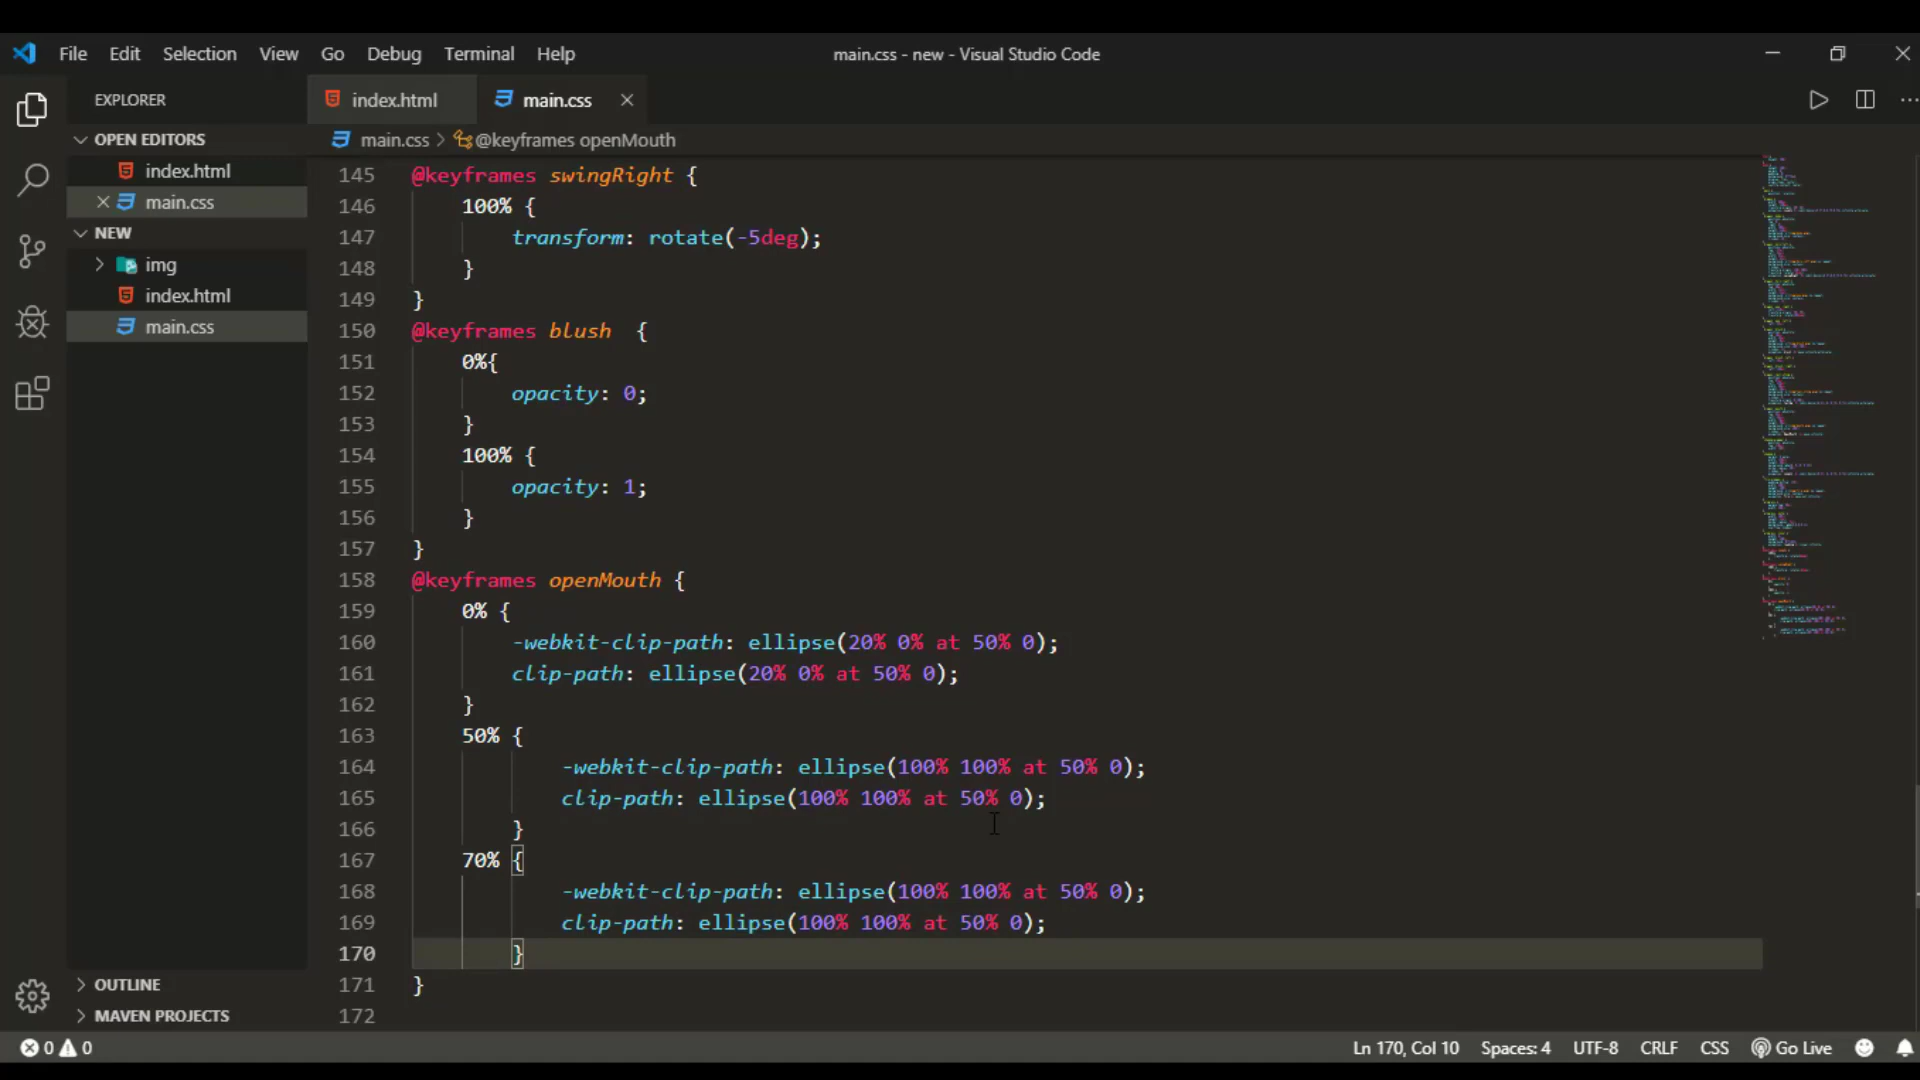 File Edit Selection View Go Debug Terminal Help main.css - new - Visual Studio Code
EXPLORER index.html main.css
OPEN EDITORS main.css > @keyframes openMouth
index.html
main.css
NEW
img
index.html
main.css
145 @keyframes swingRight {
146 100% {
147 transform: rotate(-5deg);
148 }
149 }
150 @keyframes blush {
151 0%{
152 opacity: 0;
153 }
154 100% {
155 opacity: 1;
156 }
157 }
158 @keyframes openMouth {
159 0% {
160 -webkit-clip-path: ellipse(20% 0% at 50% 0);
161 clip-path: ellipse(20% 0% at 50% 0);
162 }
163 50% {
164 -webkit-clip-path: ellipse(100% 100% at 50% 0);
165 clip-path: ellipse(100% 100% at 50% 0);
166 }
167 70% {
168 -webkit-clip-path: ellipse(100% 100% at 50% 0);
169 clip-path: ellipse(100% 100% at 50% 0);
170 }
171 }
172
OUTLINE
MAVEN PROJECTS
0 0 Ln 170, Col 10 Spaces: 4 UTF-8 CRLF CSS Go Live